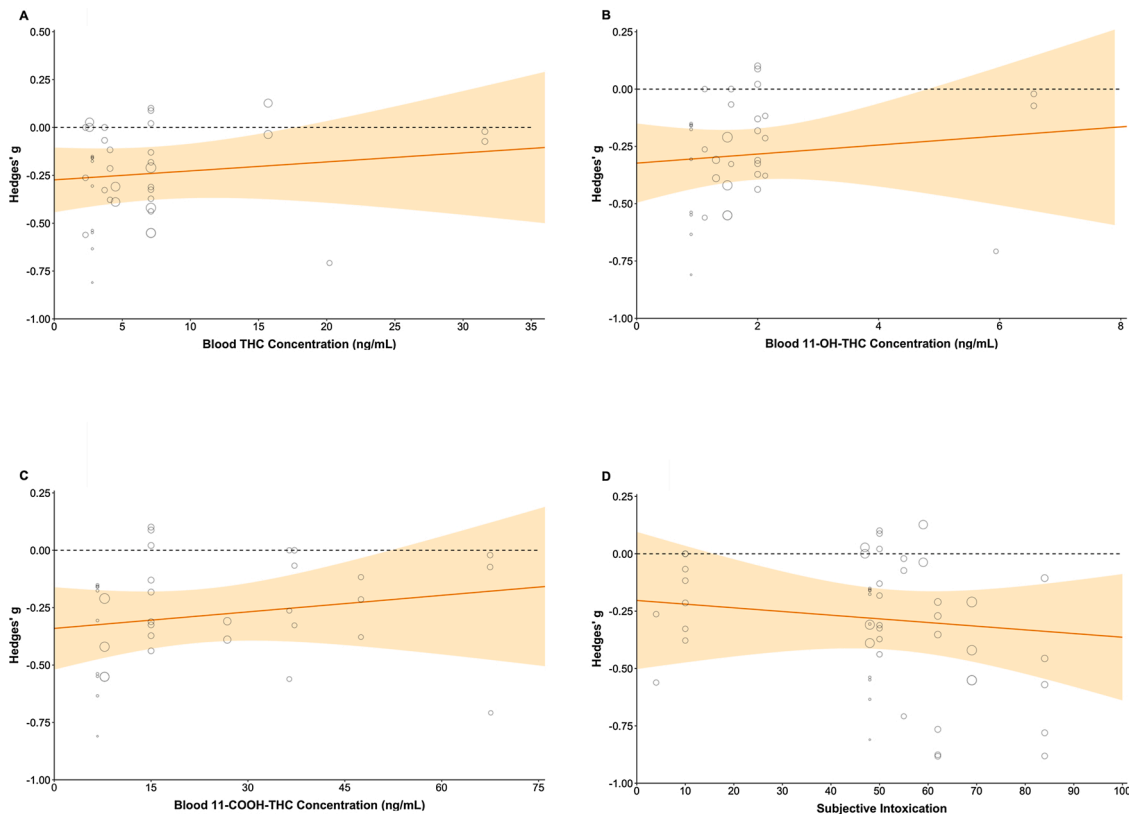 A
0.50
0.25
0.00
-0.25
-0.50
-0.75
-1.00
Hedges' g
0 5 10 15 20 25 30 35
Blood THC Concentration (ng/mL)
B
0.25
0.00
-0.25
-0.50
-0.75
-1.00
Hedges' g
0 2 4 6 8
Blood 11-OH-THC Concentration (ng/mL)
C
0.25
0.00
-0.25
-0.50
-0.75
-1.00
Hedges' g
0 15 30 45 60 75
Blood 11-COOH-THC Concentration (ng/mL)
D
0.25
0.00
-0.25
-0.50
-0.75
-1.00
Hedges' g
0 10 20 30 40 50 60 70 80 90 100
Subjective Intoxication